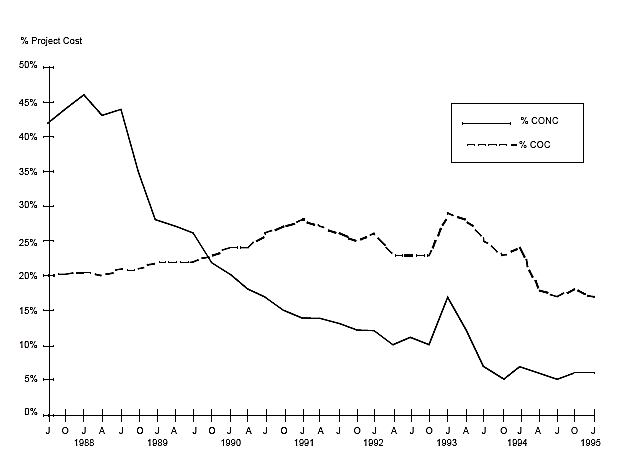 % Project Cost
50%
45%
% CONC
40%
% COC
35%
30%
25%
20%
15%
10%
5%
0%
J O J A J O J A J O J A J O J A J O J A J O J A J O J A J O J
1988 1989 1990 1991 1992 1993 1994 1995